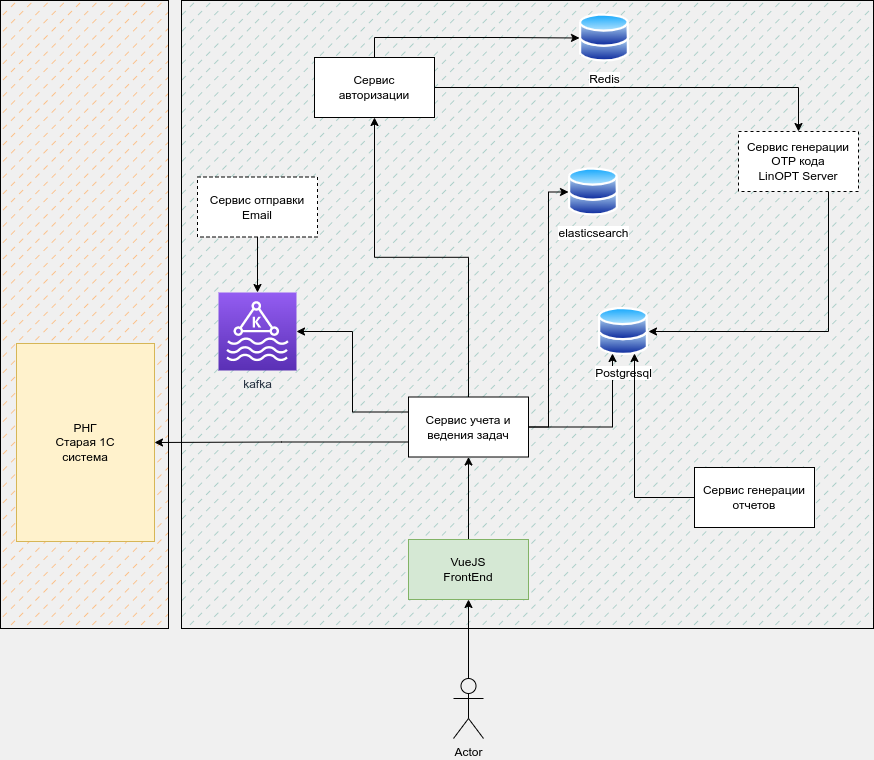 Redis
Сервис
авторизации
Сервис генерации
OTP кода
LinOPT Server
Сервис отправки
Email
elasticsearch
K
kafka
Postgresql
РНГ
Старая 1С
система
Сервис учета и
ведения задач
Сервис генерации
отчетов
VueJS
FrontEnd
Actor